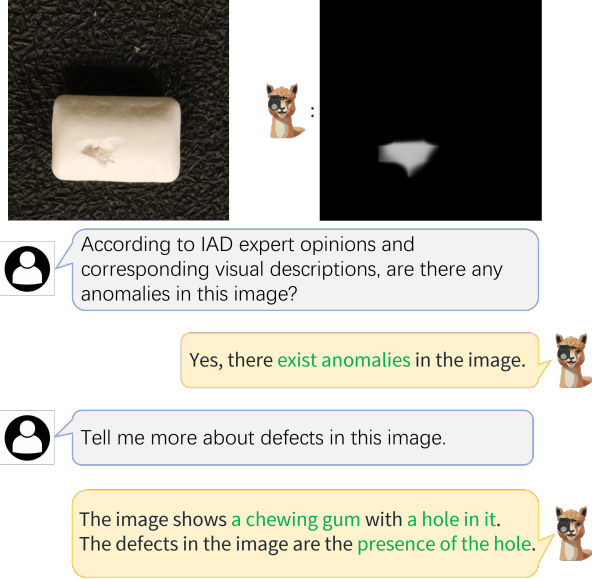 :
According to IAD expert opinions and
corresponding visual descriptions, are there any
anomalies in this image?
Yes, there exist anomalies in the image.
Tell me more about defects in this image.
The image shows a chewing gum with a hole in it.
The defects in the image are the presence of the hole.